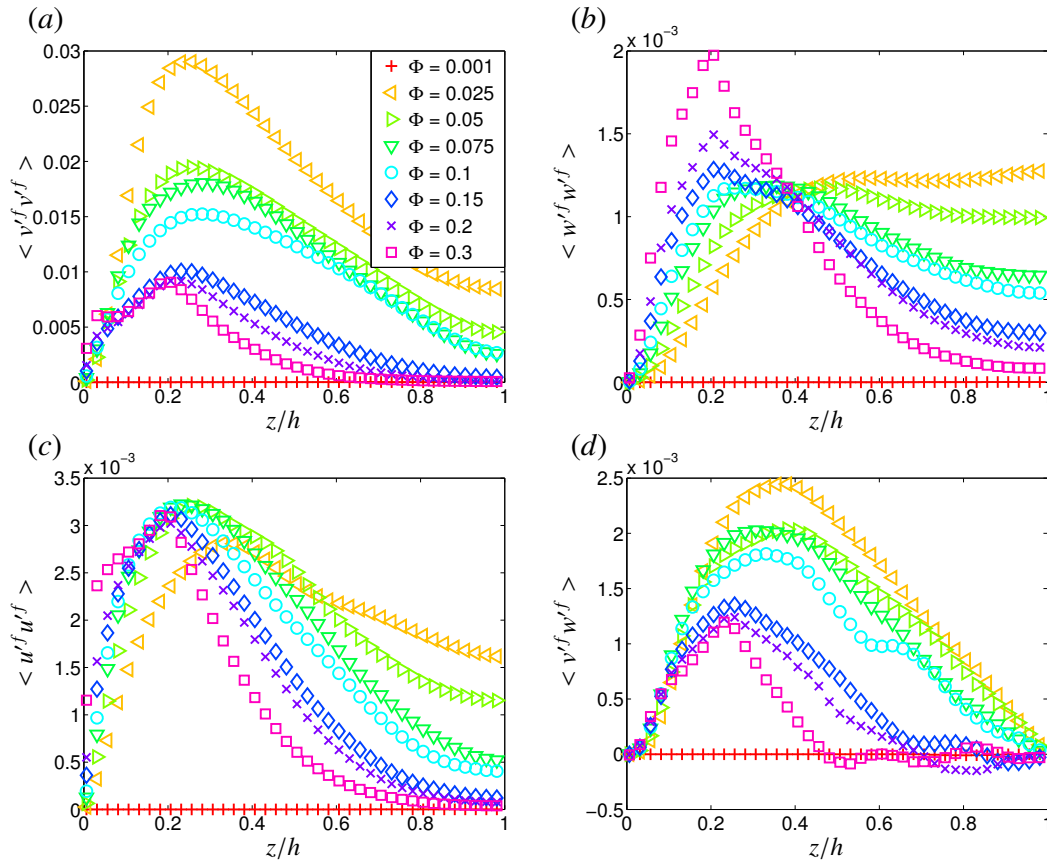 (a)
0.03
0.025
0.02
0.015
0.01
0.005
0
0 0.2 0.4 0.6 0.8 1
z/h
< v′ᶠ v′ᶠ >
Φ = 0.001
Φ = 0.025
Φ = 0.05
Φ = 0.075
Φ = 0.1
Φ = 0.15
Φ = 0.2
Φ = 0.3
(b)
x 10⁻³
2
1.5
1
0.5
0
0 0.2 0.4 0.6 0.8 1
z/h
< w′ᶠ w′ᶠ >
(c)
x 10⁻³
3.5
3
2.5
2
1.5
1
0.5
0
0 0.2 0.4 0.6 0.8 1
z/h
< u′ᶠ u′ᶠ >
(d)
x 10⁻³
2.5
2
1.5
1
0.5
0
−0.5
0 0.2 0.4 0.6 0.8 1
z/h
< v′ᶠ w′ᶠ >